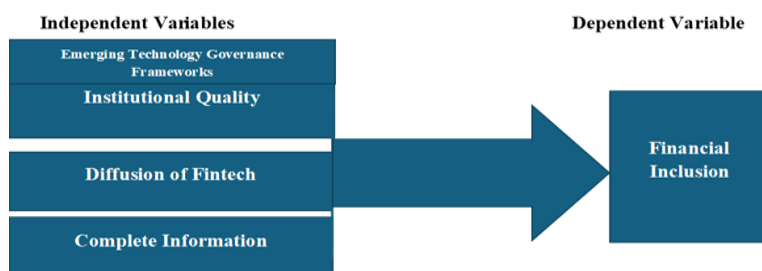 Independent Variables
Dependent Variable
Emerging Technology Governance
Frameworks
Institutional Quality
Diffusion of Fintech
Complete Information
Financial
Inclusion